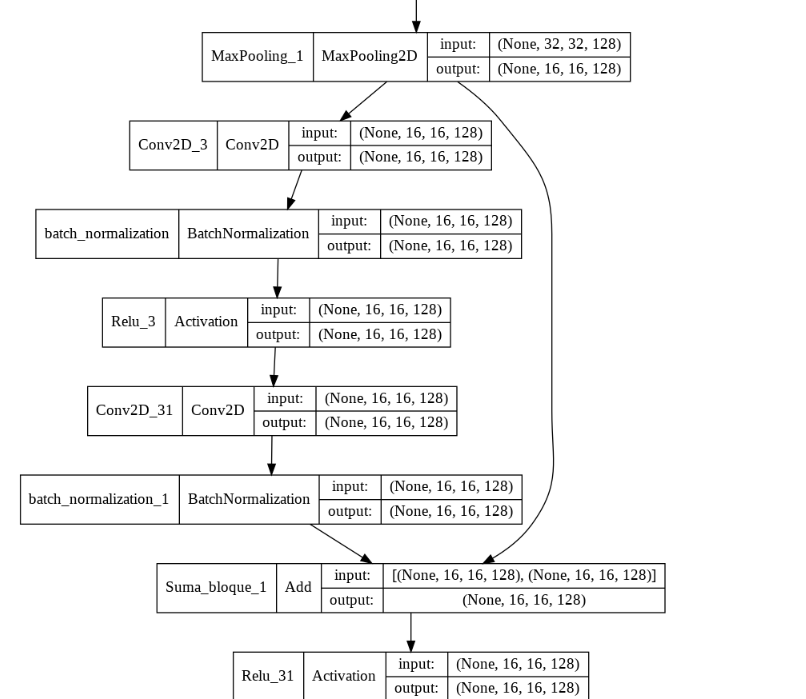 MaxPooling_1 MaxPooling2D input: (None, 32, 32, 128)
output: (None, 16, 16, 128)
Conv2D_3 Conv2D input: (None, 16, 16, 128)
output: (None, 16, 16, 128)
batch_normalization BatchNormalization input: (None, 16, 16, 128)
output: (None, 16, 16, 128)
Relu_3 Activation input: (None, 16, 16, 128)
output: (None, 16, 16, 128)
Conv2D_31 Conv2D input: (None, 16, 16, 128)
output: (None, 16, 16, 128)
batch_normalization_1 BatchNormalization input: (None, 16, 16, 128)
output: (None, 16, 16, 128)
Suma_bloque_1 Add input: [(None, 16, 16, 128), (None, 16, 16, 128)]
output: (None, 16, 16, 128)
Relu_31 Activation input: (None, 16, 16, 128)
output: (None, 16, 16, 128)